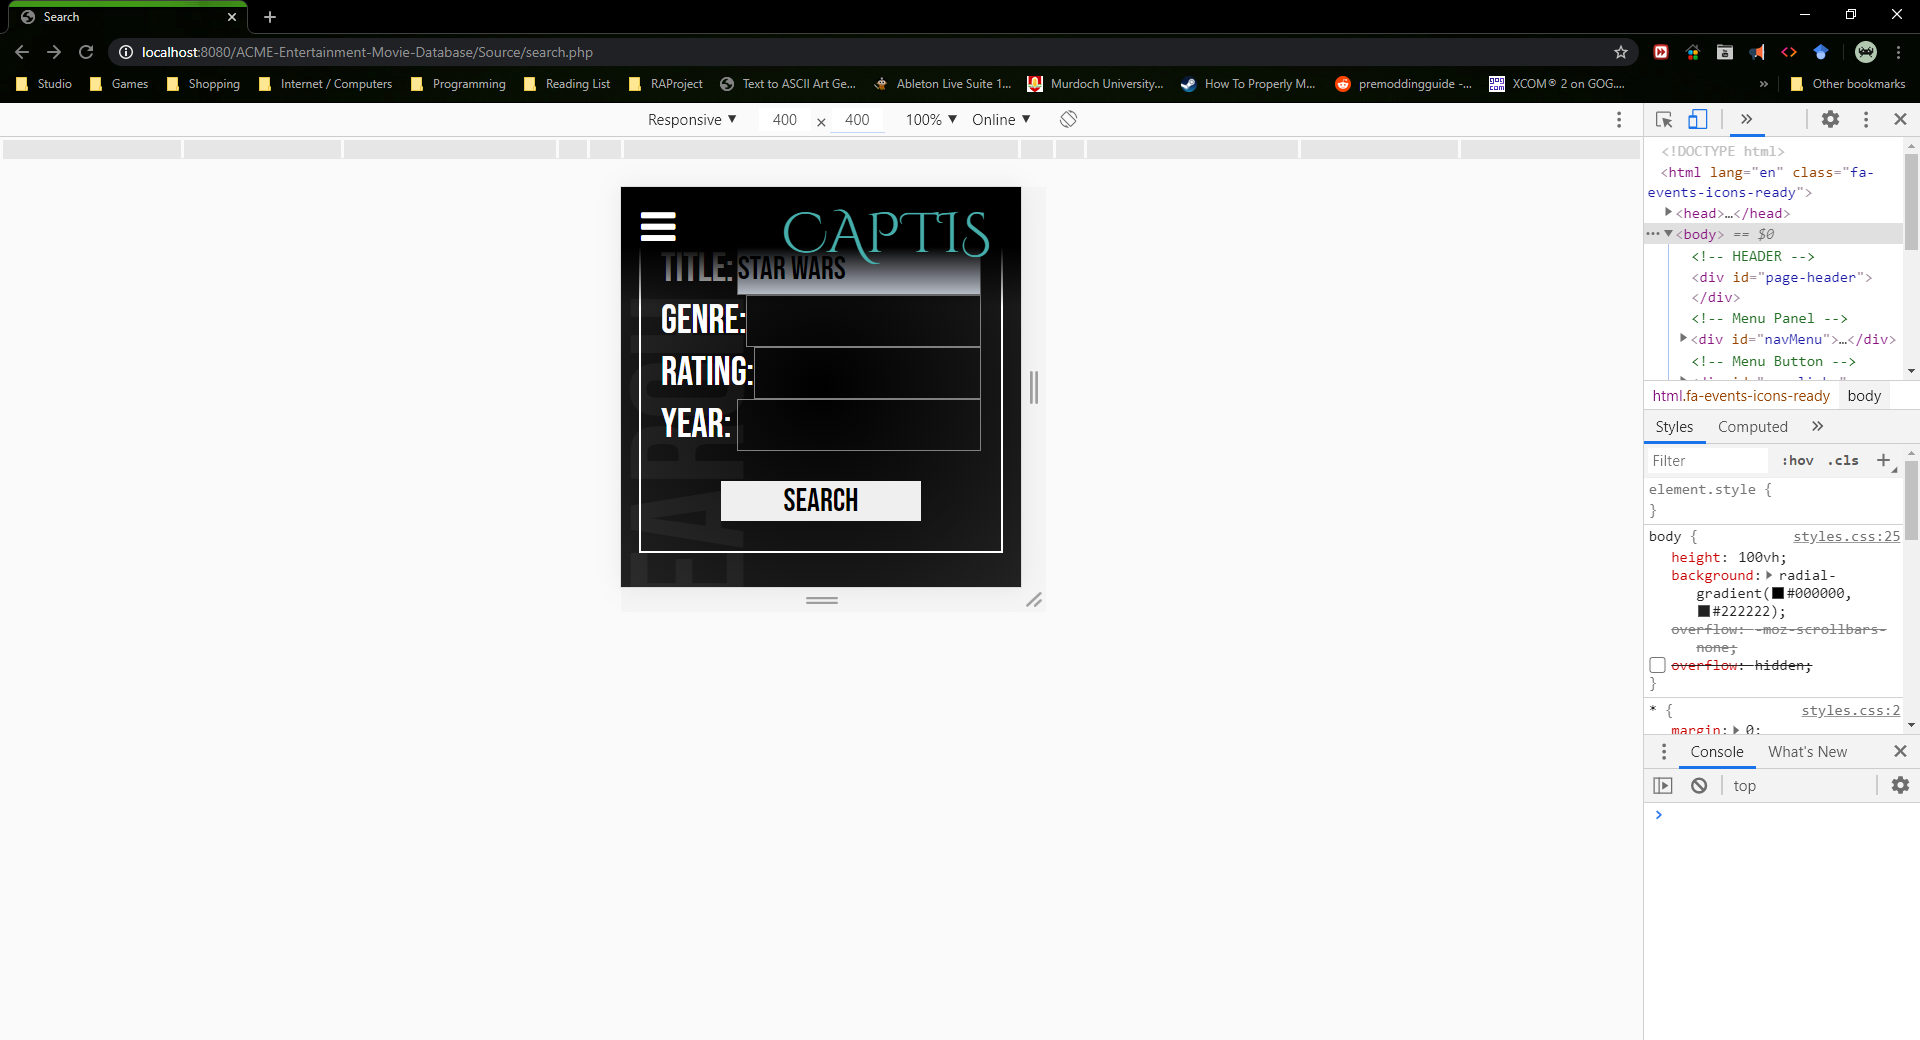 Search
localhost:8080/ACME-Entertainment-Movie-Database/Source/search.php
Studio Games Shopping Internet / Computers Programming Reading List RAProject Text to ASCII Art Ge... Ableton Live Suite 1... Murdoch University... How To Properly M... premoddingguide -... XCOM® 2 on GOG.... » Other bookmarks
Responsive ▼ 400 × 400 100% ▼ Online ▼
CAPTIS
TITLE: STAR WARS
GENRE:
RATING:
YEAR:
SEARCH
<!DOCTYPE html>
<html lang="en" class="fa-
events-icons-ready">
<head>…</head>
<body> == $0
<!-- HEADER -->
<div id="page-header">
</div>
<!-- Menu Panel -->
<div id="navMenu">…</div>
<!-- Menu Button -->
html.fa-events-icons-ready body
Styles Computed »
Filter :hov .cls +
element.style {
}
body { styles.css:25
height: 100vh;
background: radial-
gradient( #000000,
#222222);
overflow: -moz-scrollbars-
none;
overflow: hidden;
}
* { styles.css:2
margin: 0;
Console What's New
top